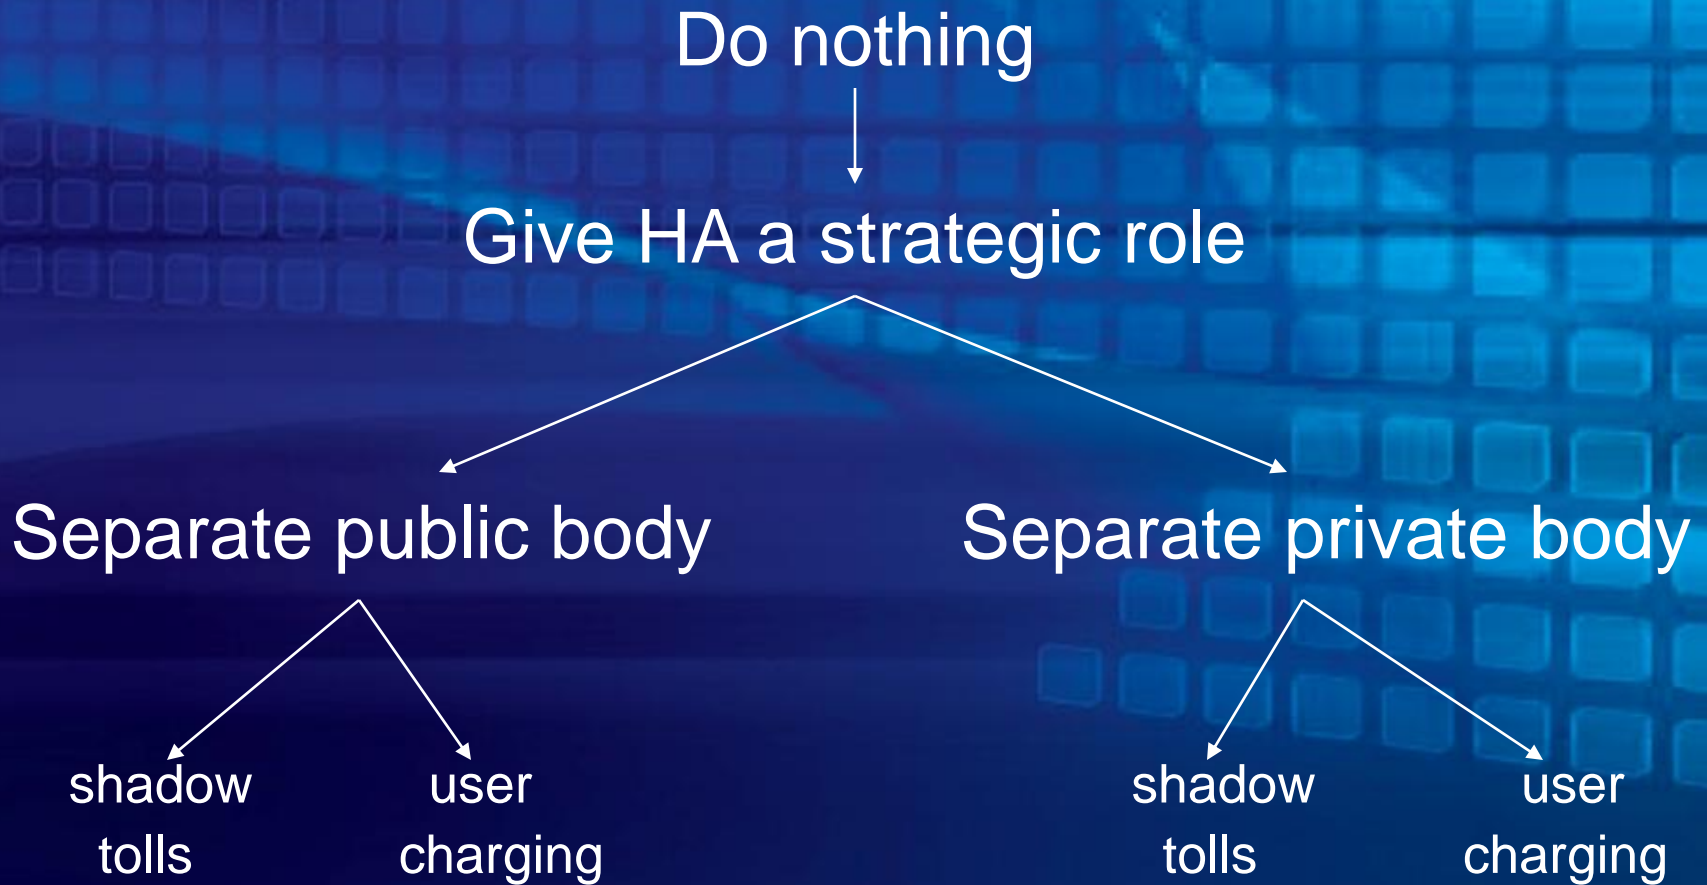 Do nothing
Give HA a strategic role
Separate public body
Separate private body
shadow
tolls
user
charging
shadow
tolls
user
charging